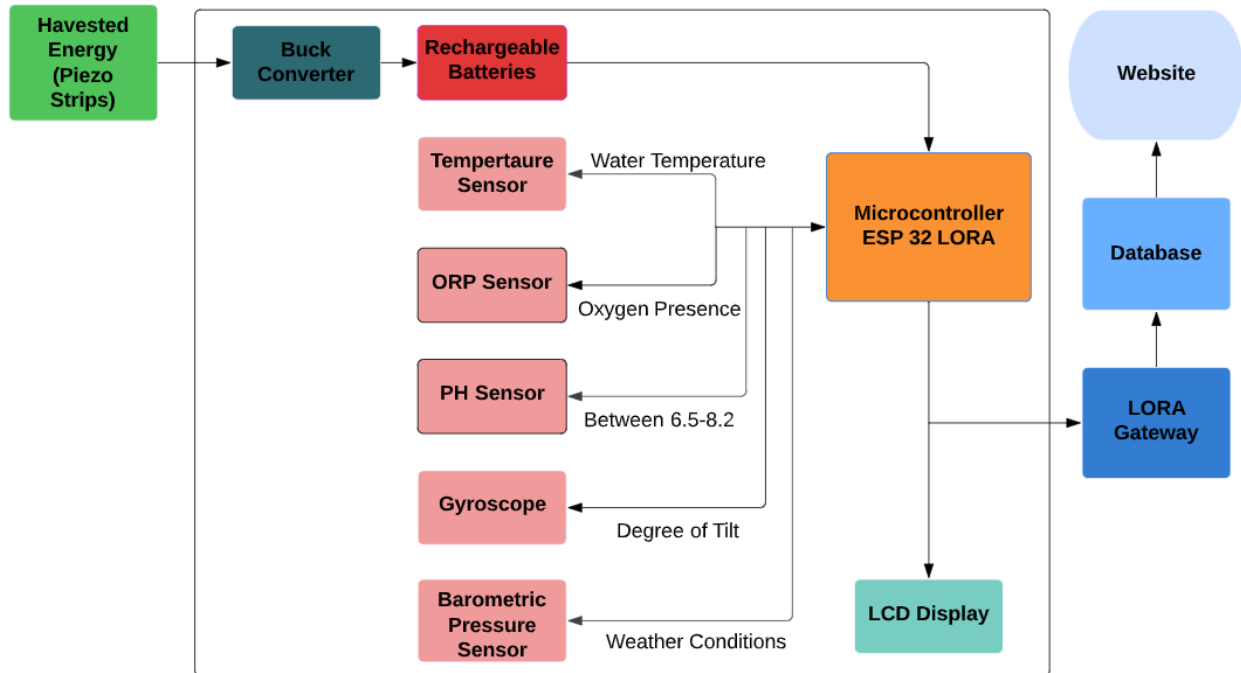 Havested
Energy
(Piezo
Strips)
Buck
Converter
Rechargeable
Batteries
Website
Tempertaure
Sensor
Water Temperature
Microcontroller
ESP 32 LORA
Database
ORP Sensor
Oxygen Presence
PH Sensor
Between 6.5-8.2
LORA
Gateway
Gyroscope
Degree of Tilt
Barometric
Pressure
Sensor
Weather Conditions
LCD Display